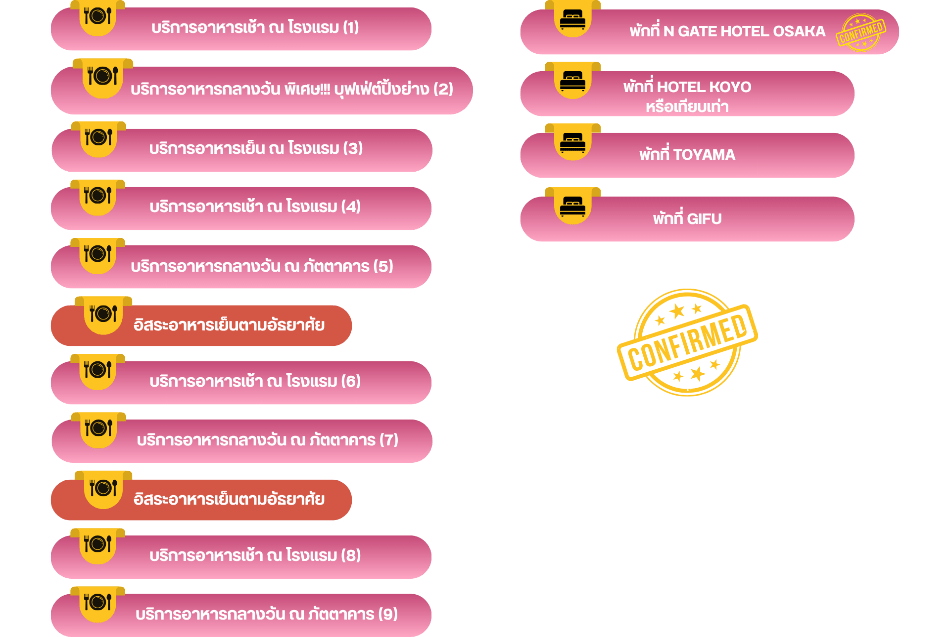 บริการอาหารเช้า ณ โรงแรม (1)
บริการอาหารกลางวัน พิเศษ!!! บุฟเฟ่ต์ปิ้งย่าง (2)
บริการอาหารเย็น ณ โรงแรม (3)
บริการอาหารเช้า ณ โรงแรม (4)
บริการอาหารกลางวัน ณ ภัตตาคาร (5)
อิสระอาหารเย็นตามอัธยาศัย
บริการอาหารเช้า ณ โรงแรม (6)
บริการอาหารกลางวัน ณ ภัตตาคาร (7)
อิสระอาหารเย็นตามอัธยาศัย
บริการอาหารเช้า ณ โรงแรม (8)
บริการอาหารกลางวัน ณ ภัตตาคาร (9)
พักที่ N GATE HOTEL OSAKA
CONFIRMED
พักที่ HOTEL KOYO
หรือเทียบเท่า
พักที่ TOYAMA
พักที่ GIFU
CONFIRMED